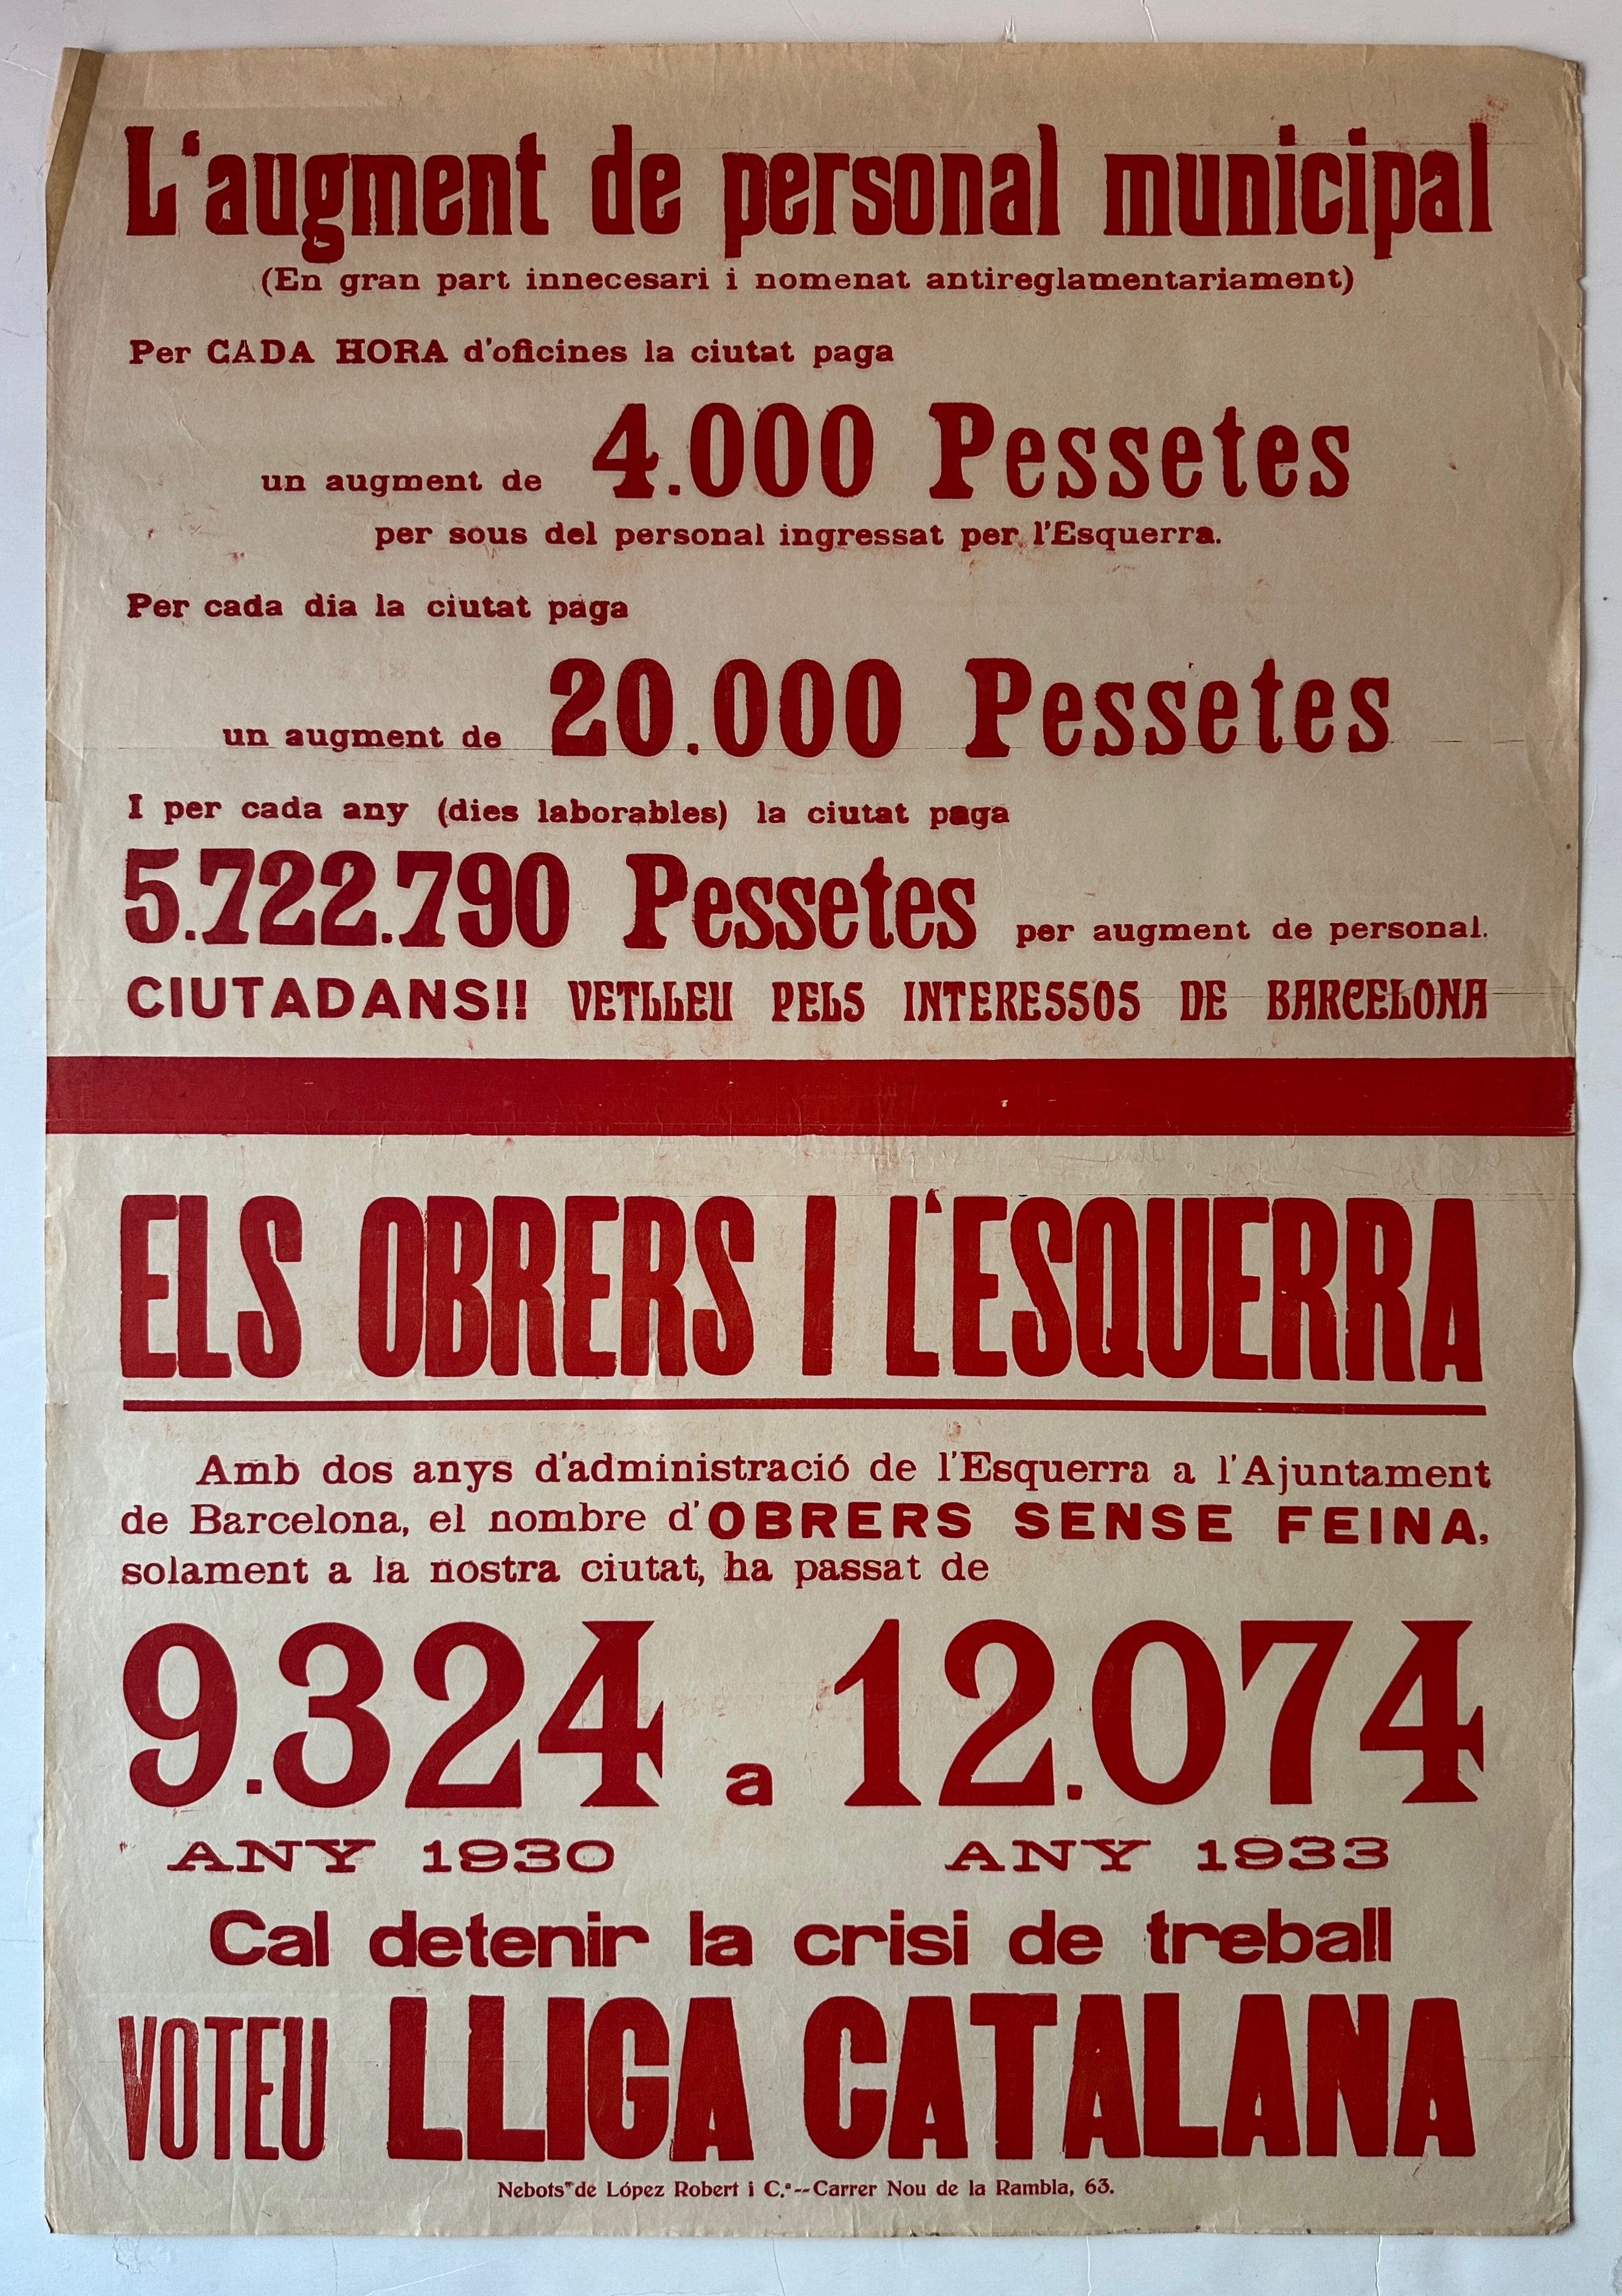 L'augment de personal municipal
(En gran part innecesari i nomenat antireglamentariament)
Per CADA HORA d'oficines la ciutat paga
un augment de 4.000 Pessetes
per sous del personal ingressat per l'Esquerra.
Per cada dia la ciutat paga
un augment de 20.000 Pessetes
I per cada any (dies laborables) la ciutat paga
5.722.790 Pessetes per augment de personal.
CIUTADANS!! VETLLEU PELS INTERESSOS DE BARCELONA
ELS OBRERS I L'ESQUERRA
Amb dos anys d'administració de l'Esquerra a l'Ajuntament
de Barcelona, el nombre d'OBRERS SENSE FEINA,
solament a la nostra ciutat, ha passat de
9.324 a 12.074
ANY 1930 ANY 1933
Cal detenir la crisi de treball
VOTEU LLIGA CATALANA
Nebots de López Robert i C.ª--Carrer Nou de la Rambla, 63.